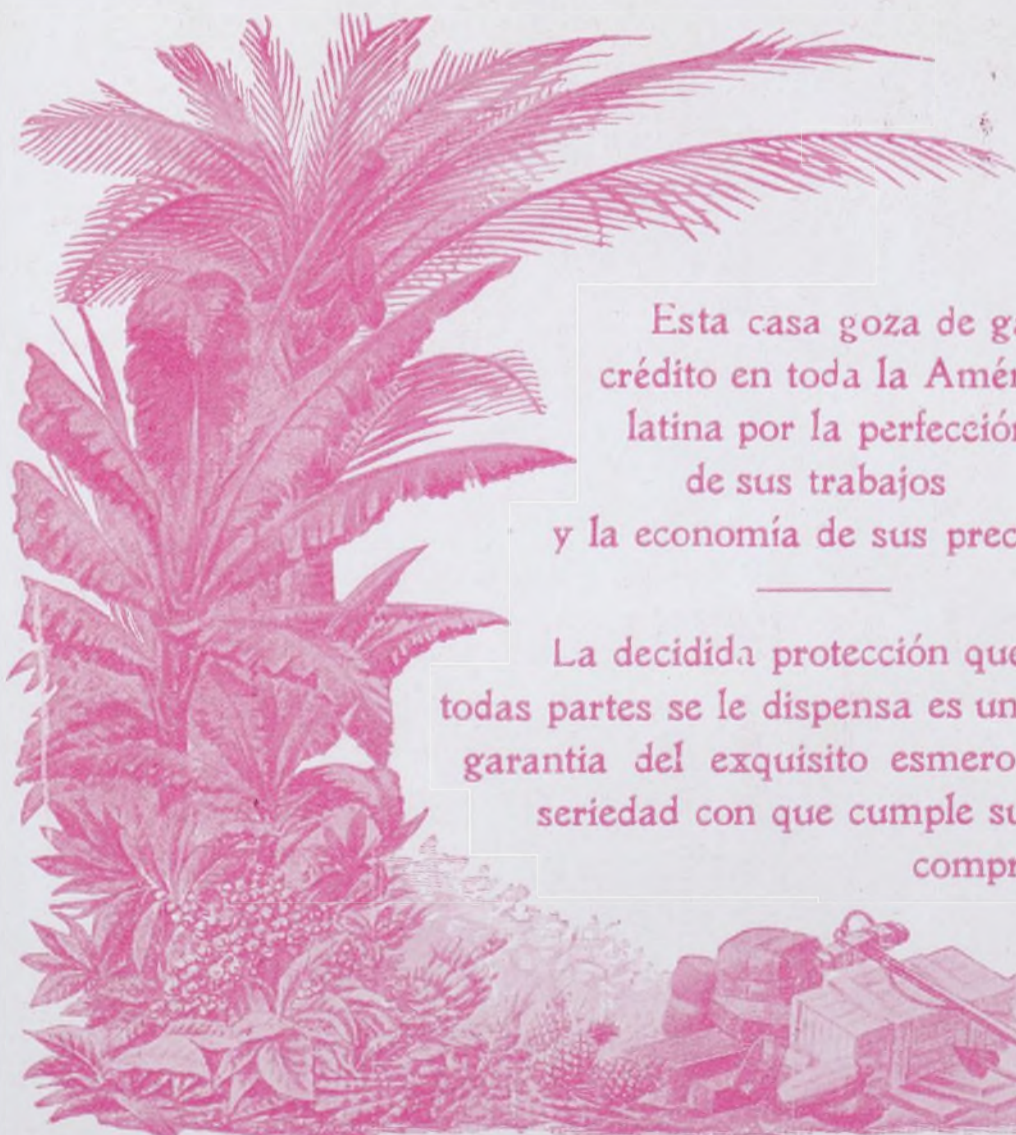 Esta casa goza de ga
crédito en toda la Amér
latina por la perfección
de sus trabajos
y la economía de sus prec
La decidida protección que
todas partes se le dispensa es un
garantia del exquisito esmero
seriedad con que cumple su
compr